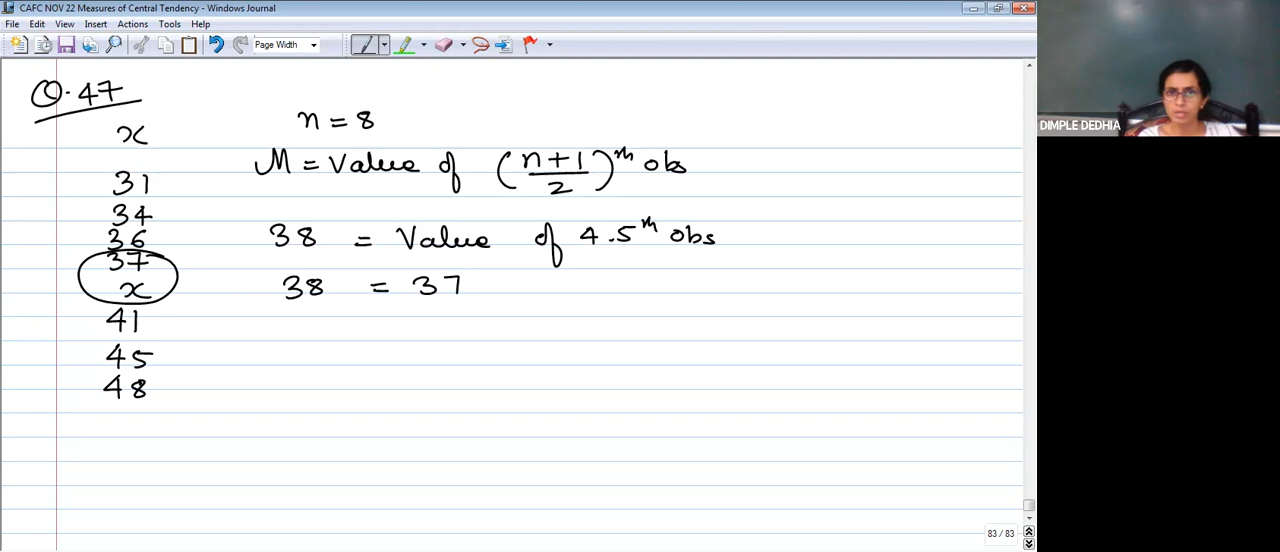 CAFC NOV 22 Measures of Central Tendency - Windows Journal
File Edit View Insert Actions Tools Help
Page Width
Q.47
x
31
34
36
37
x
41
45
48
n = 8
M = Value of (n+1/2)th obs
38 = Value of 4.5th obs
38 = 37
DIMPLE DEDHIA
83 / 83